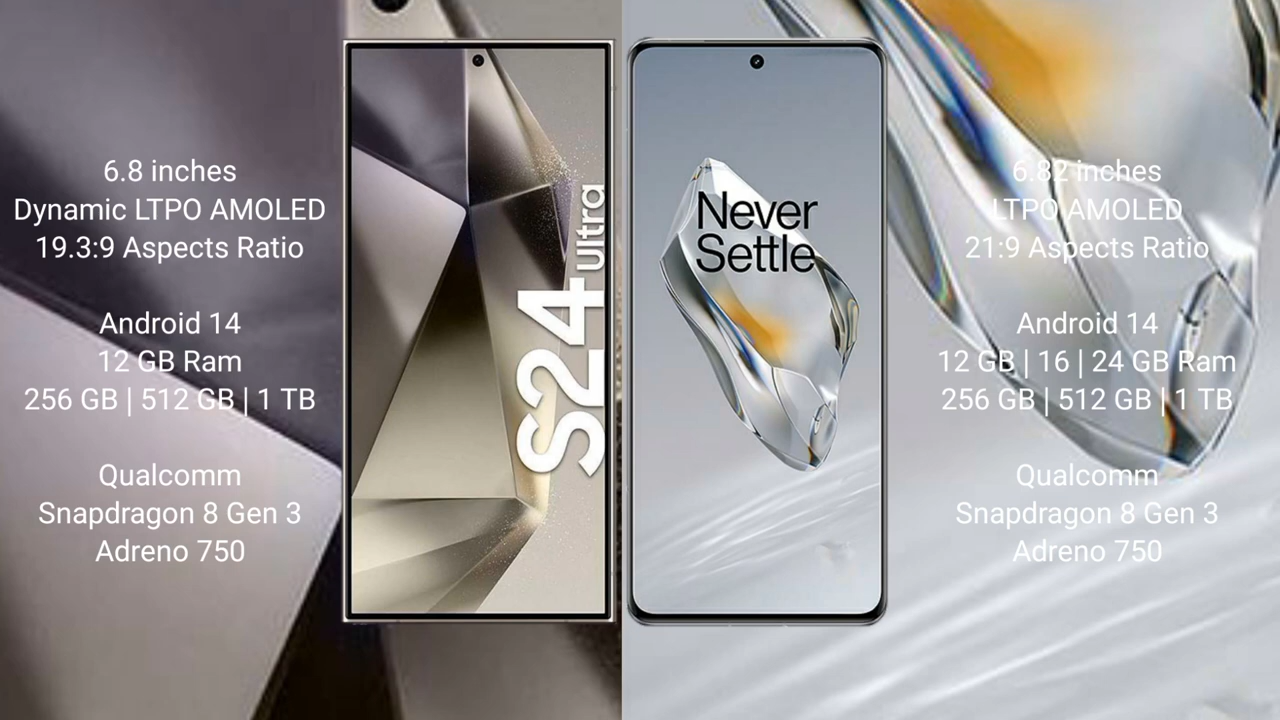 6.8 inches
Dynamic LTPO AMOLED
19.3:9 Aspects Ratio
Android 14
12 GB Ram
256 GB | 512 GB | 1 TB
Qualcomm
Snapdragon 8 Gen 3
Adreno 750
S24 ultra
Never
Settle
6.82 inches
LTPO AMOLED
21:9 Aspects Ratio
Android 14
12 GB | 16 | 24 GB Ram
256 GB | 512 GB | 1 TB
Qualcomm
Snapdragon 8 Gen 3
Adreno 750